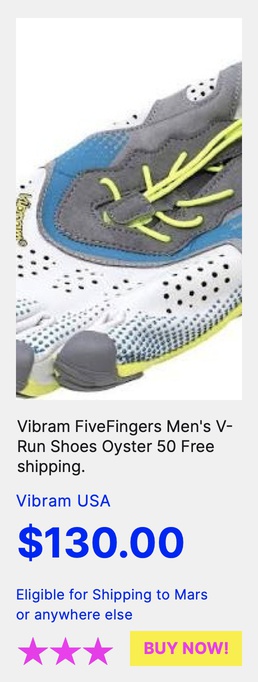 Vibram
Vibram FiveFingers Men's V-
Run Shoes Oyster 50 Free
shipping.
Vibram USA
$130.00
Eligible for Shipping to Mars
or anywhere else
BUY NOW!